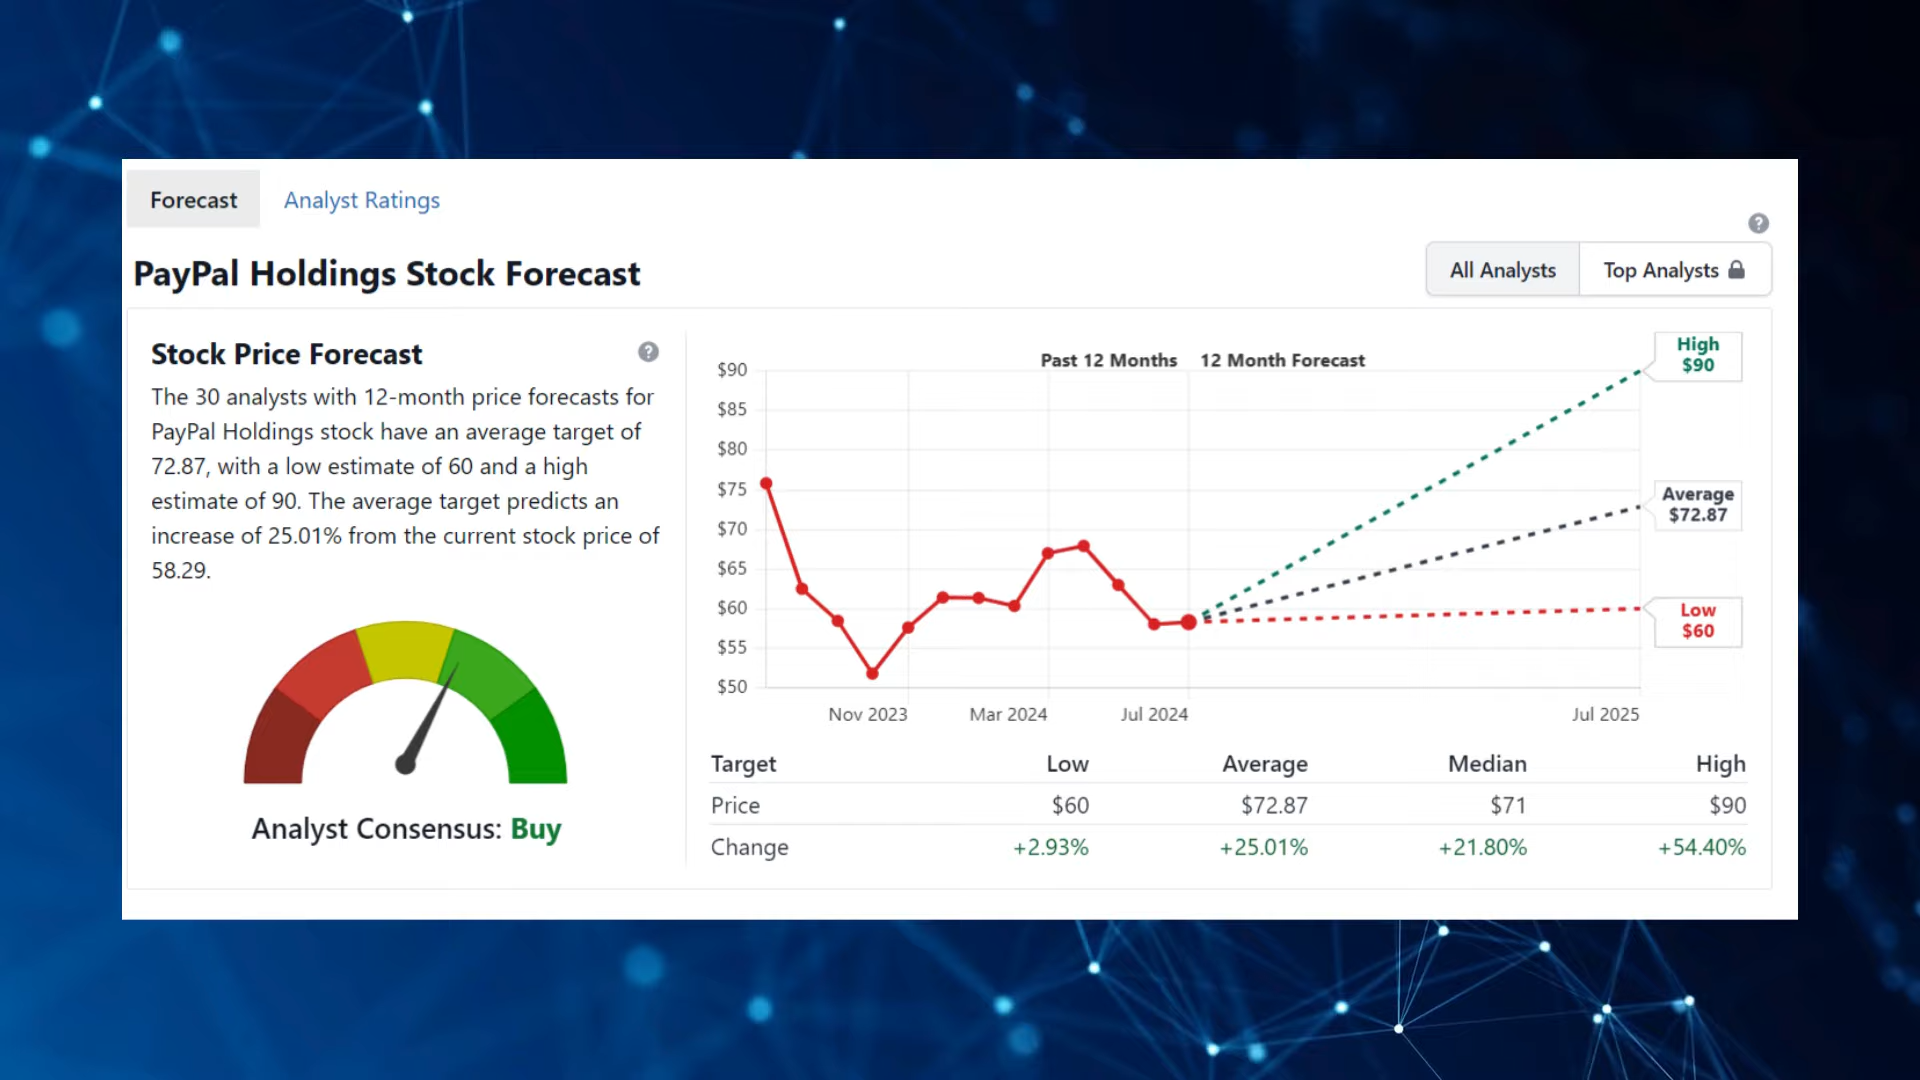 Forecast
Analyst Ratings
?
PayPal Holdings Stock Forecast
All Analysts
Top Analysts
Stock Price Forecast
?
The 30 analysts with 12-month price forecasts for
PayPal Holdings stock have an average target of
72.87, with a low estimate of 60 and a high
estimate of 90. The average target predicts an
increase of 25.01% from the current stock price of
58.29.
Analyst Consensus: Buy
Past 12 Months
12 Month Forecast
$90
$85
$80
$75
$70
$65
$60
$55
$50
High
$90
Average
$72.87
Low
$60
Nov 2023
Mar 2024
Jul 2024
Jul 2025
Target Low Average Median High
Price $60 $72.87 $71 $90
Change +2.93% +25.01% +21.80% +54.40%